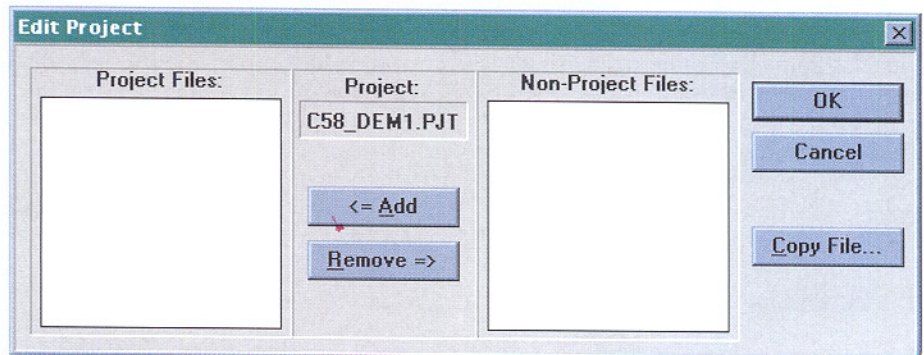 Edit Project
Project Files:
Project:
C58_DEM1.PJT
<= Add
Remove =>
Non-Project Files:
OK
Cancel
Copy File...